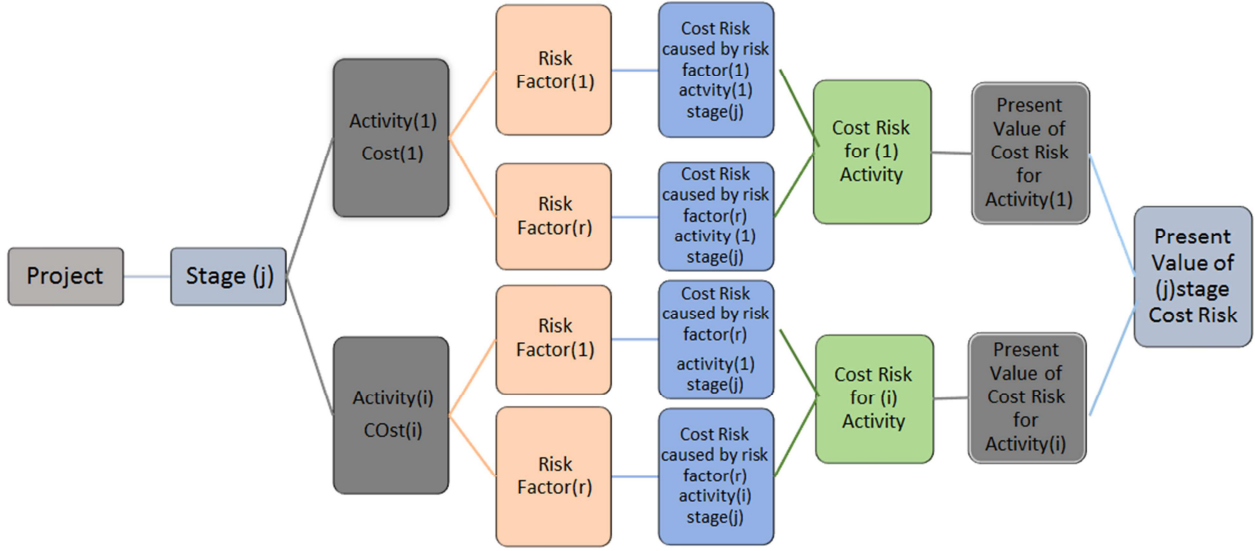 Project
Stage (j)
Activity(1)
Cost(1)
Activity(i)
COst(i)
Risk
Factor(1)
Risk
Factor(r)
Risk
Factor(1)
Risk
Factor(r)
Cost Risk
caused by risk
factor(1)
actvity(1)
stage(j)
Cost Risk
caused by risk
factor(r)
activity (1)
stage(j)
Cost Risk
caused by risk
factor(r)
activity(1)
stage(j)
Cost Risk
caused by risk
factor(r)
activity(i)
stage(j)
Cost Risk
for (1)
Activity
Cost Risk
for (i)
Activity
Present
Value of
Cost Risk
for
Activity(1)
Present
Value of
Cost Risk
for
Activity(i)
Present
Value of
(j)stage
Cost Risk